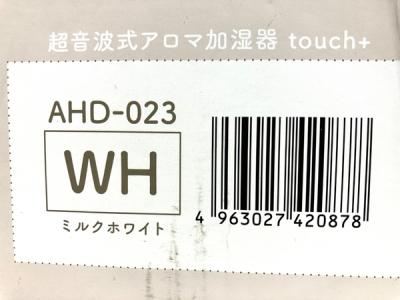 超音波式アロマ加湿器 touch+
AHD-023
WH
ミルクホワイト
4 963027 420878